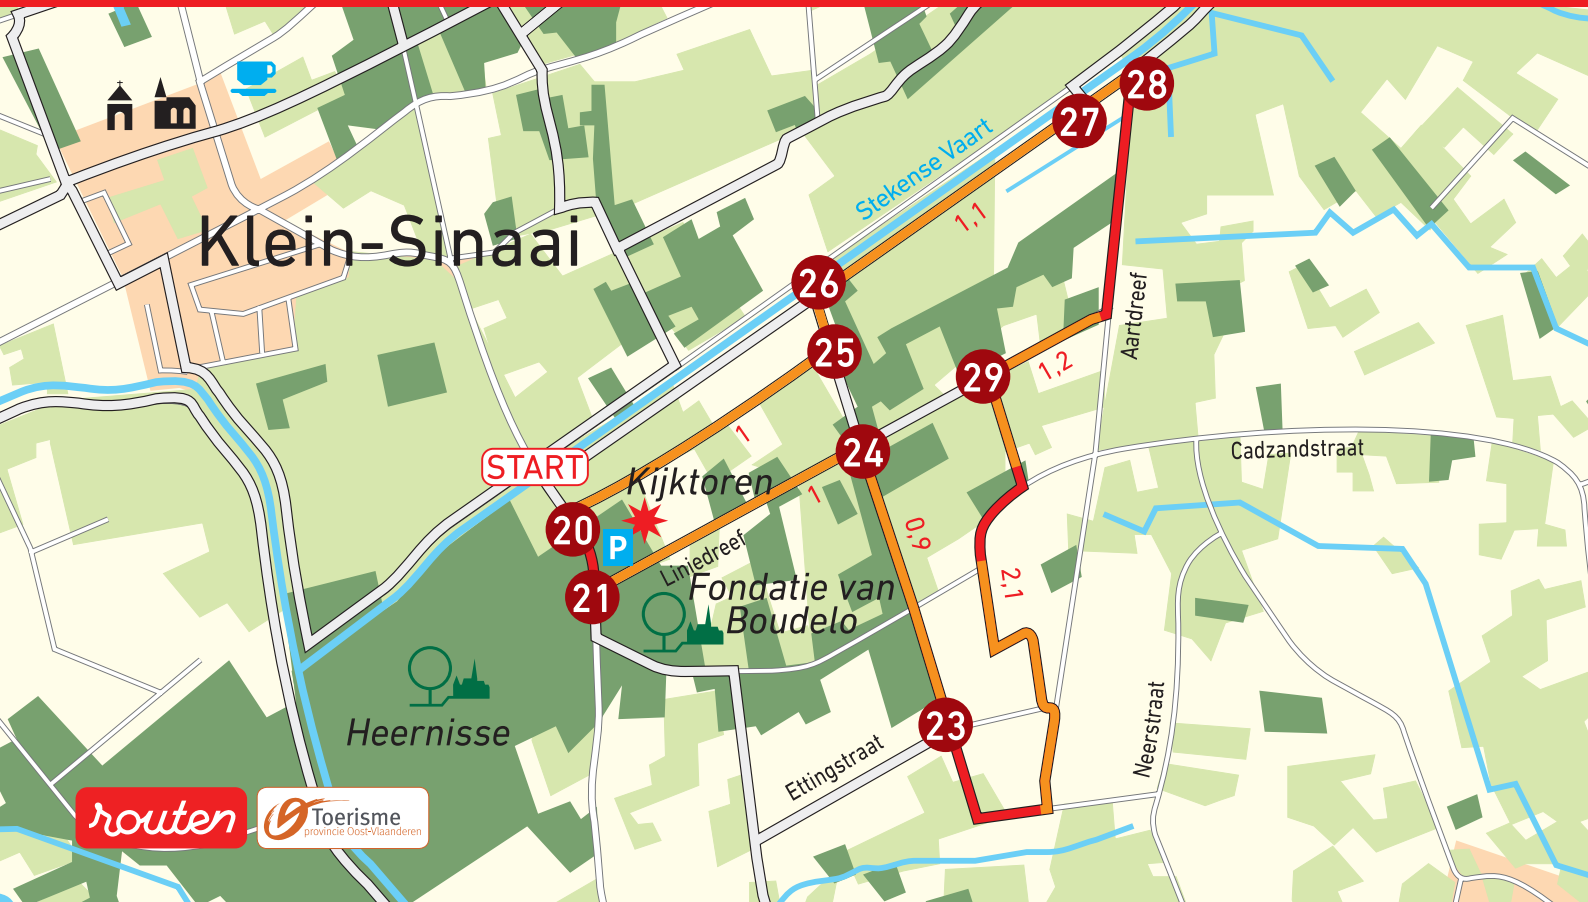 28
27
Stekense Vaart
1,1
Klein-Sinaai
26
Aartdreef
25
1,2
29
1
START
24
Cadzandstraat
Kijktoren
1
20
P
0,9
Liniedreef
21
Fondatie van
Boudelo
2,1
Heernisse
23
Neerstraat
Ettingstraat
routen
Toerisme
provincie Oost-Vlaanderen